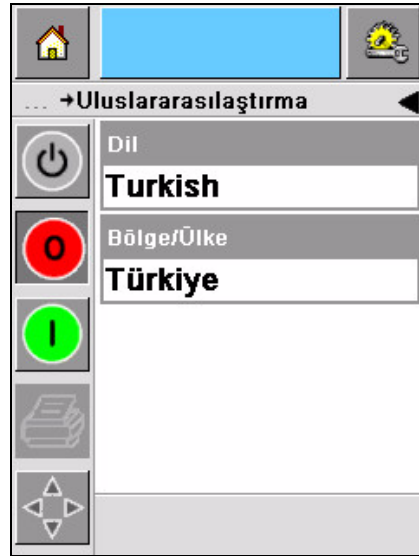 ... →Uluslararasılaştırma
Dil
Turkish
Bölge/Ülke
Türkiye
O
I